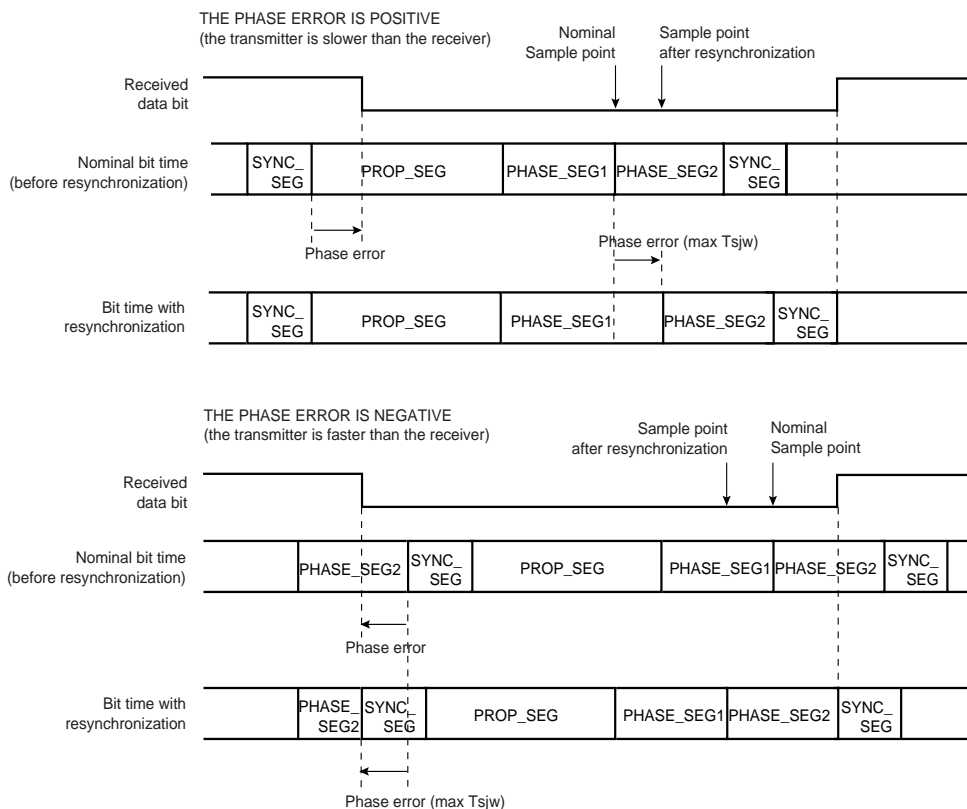 THE PHASE ERROR IS POSITIVE
(the transmitter is slower than the receiver)
Nominal
Sample point
Sample point
after resynchronization
Received
data bit
Nominal bit time
(before resynchronization)
SYNC_
SEG
PROP_SEG
PHASE_SEG1
PHASE_SEG2
SYNC_
SEG
Phase error
Phase error (max Tsjw)
Bit time with
resynchronization
SYNC_
SEG
PROP_SEG
PHASE_SEG1
PHASE_SEG2
SYNC_
SEG
THE PHASE ERROR IS NEGATIVE
(the transmitter is faster than the receiver)
Sample point
after resynchronization
Nominal
Sample point
Received
data bit
Nominal bit time
(before resynchronization)
PHASE_SEG2
SYNC_
SEG
PROP_SEG
PHASE_SEG1
PHASE_SEG2
SYNC_
SEG
Phase error
Bit time with
resynchronization
PHASE_
SEG2
SYNC_
SEG
PROP_SEG
PHASE_SEG1
PHASE_SEG2
SYNC_
SEG
Phase error (max Tsjw)